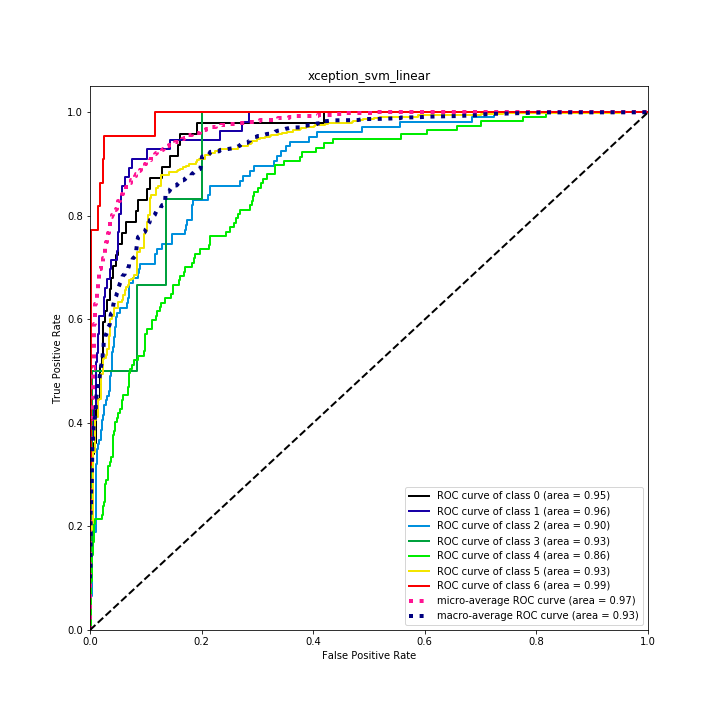 xception_svm_linear
True Positive Rate
1.0
0.8
0.6
0.4
0.2
0.0
ROC curve of class 0 (area = 0.95)
ROC curve of class 1 (area = 0.96)
ROC curve of class 2 (area = 0.90)
ROC curve of class 3 (area = 0.93)
ROC curve of class 4 (area = 0.86)
ROC curve of class 5 (area = 0.93)
ROC curve of class 6 (area = 0.99)
micro-average ROC curve (area = 0.97)
macro-average ROC curve (area = 0.93)
0.0 0.2 0.4 0.6 0.8 1.0
False Positive Rate